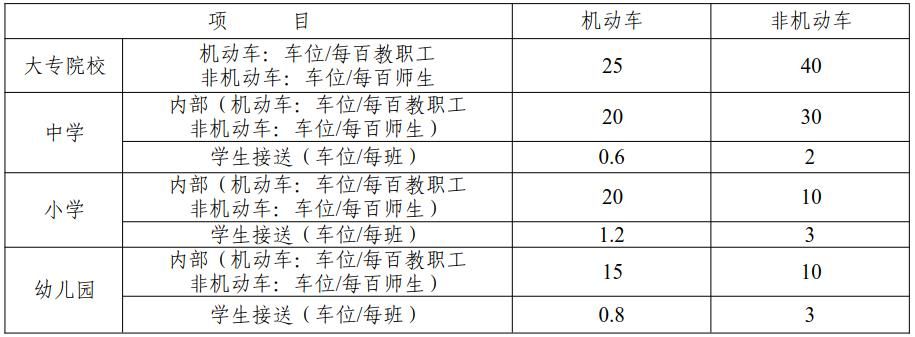 项 目 机动车 非机动车
大专院校 机动车：车位/每百教职工
非机动车：车位/每百师生 25 40
中学 内部（机动车：车位/每百教职工
非机动车：车位/每百师生） 20 30
学生接送（车位/每班） 0.6 2
小学 内部（机动车：车位/每百教职工
非机动车：车位/每百师生） 20 10
学生接送（车位/每班） 1.2 3
幼儿园 内部（机动车：车位/每百教职工
非机动车：车位/每百师生） 15 10
学生接送（车位/每班） 0.8 3